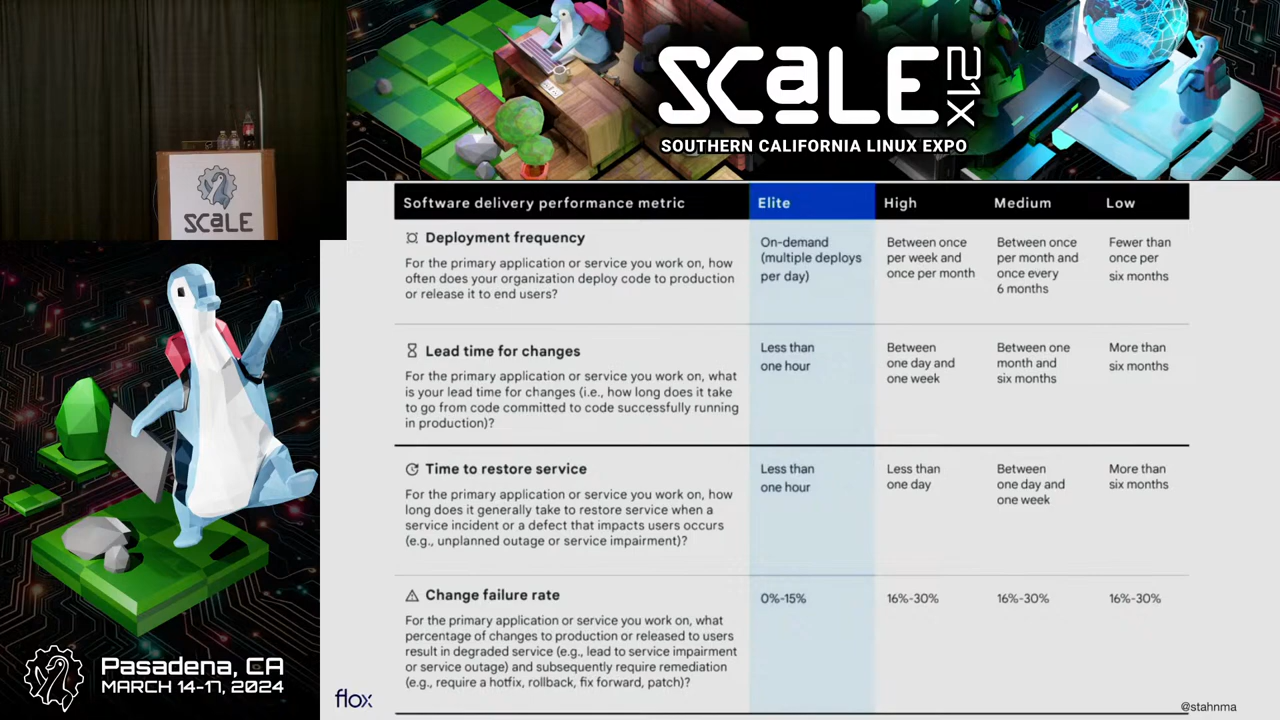 SCALE
SCaLE
21x
SOUTHERN CALIFORNIA LINUX EXPO
Software delivery performance metric Elite High Medium Low
Deployment frequency
For the primary application or service you work on, how
often does your organization deploy code to production
or release it to end users?
On-demand
(multiple deploys
per day)
Between once
per week and
once per month
Between once
per month and
once every
6 months
Fewer than
once per
six months
Lead time for changes
For the primary application or service you work on, what
is your lead time for changes (i.e., how long does it take
to go from code committed to code successfully running
in production)?
Less than
one hour
Between
one day and
one week
Between one
month and
six months
More than
six months
Time to restore service
For the primary application or service you work on, how
long does it generally take to restore service when a
service incident or a defect that impacts users occurs
(e.g., unplanned outage or service impairment)?
Less than
one hour
Less than
one day
Between
one day and
one week
More than
six months
Change failure rate
For the primary application or service you work on, what
percentage of changes to production or released to users
result in degraded service (e.g., lead to service impairment
or service outage) and subsequently require remediation
(e.g., require a hotfix, rollback, fix forward, patch)?
0%-15%
16%-30%
16%-30%
16%-30%
Pasadena, CA
MARCH 14-17, 2024
flox
@stahnma